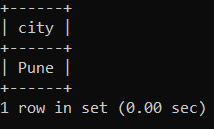 +------+
| city |
+------+
| Pune |
+------+
1 row in set (0.00 sec)